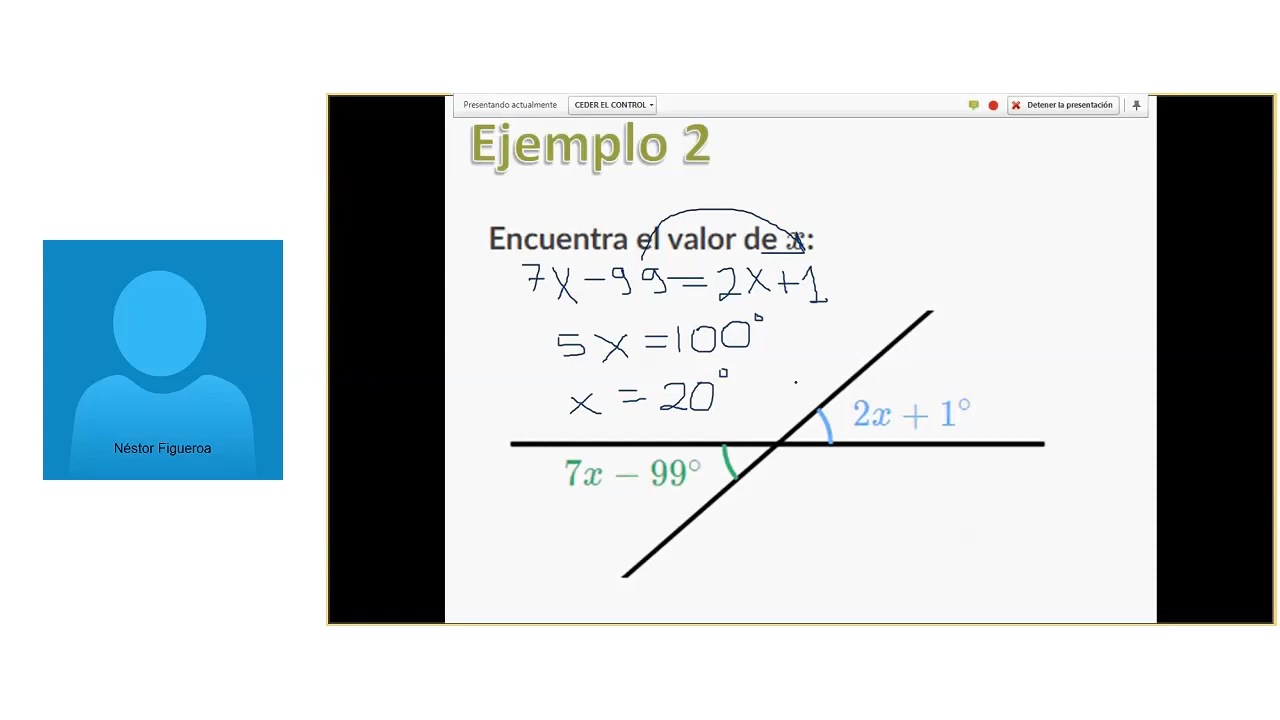 Presentando actualmente CEDER EL CONTROL Detener la presentación
Ejemplo 2
Encuentra el valor de x:
7x-99=2x+1
5x=100°
x=20°
2x + 1°
7x − 99°
Néstor Figueroa